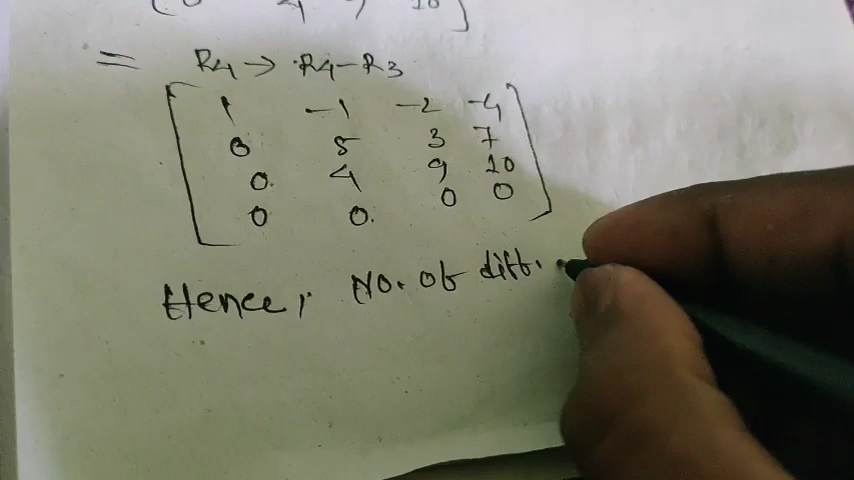 = R4 → R4-R3
1 -1 -2 -4
0 5 3 7
0. 4 9 10
0 0. 0 0
Hence, No. of diff.